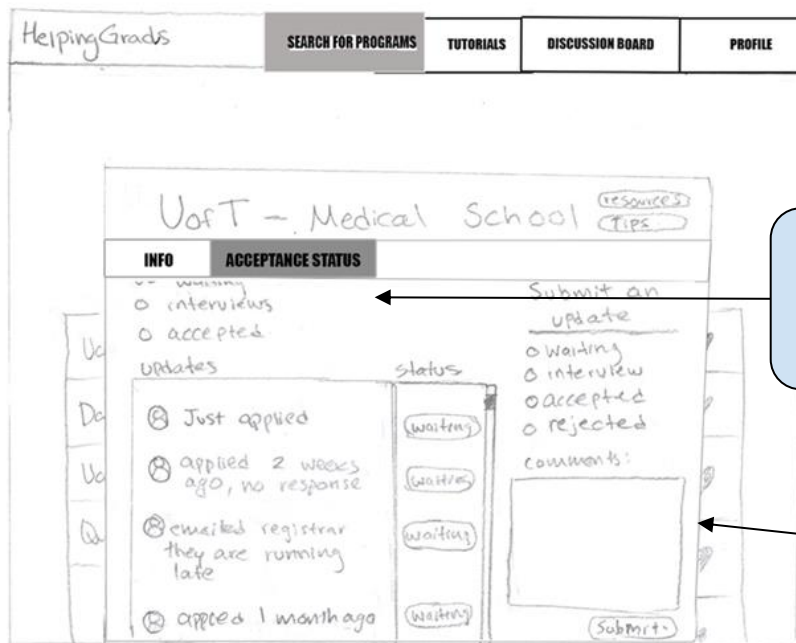 HelpingGrads
SEARCH FOR PROGRAMS
TUTORIALS
DISCUSSION BOARD
PROFILE
UofT - Medical School
resources
Tips
INFO
ACCEPTANCE STATUS
waiting
o interviews
o accepted
updates
status
Just applied
waiting
applied 2 weeks
ago, no response
emailed registrar
they are running
late
waiting
1 month ago
waiting
Submit an
update
o waiting
o interview
o accepted
o rejected
comments:
Submit